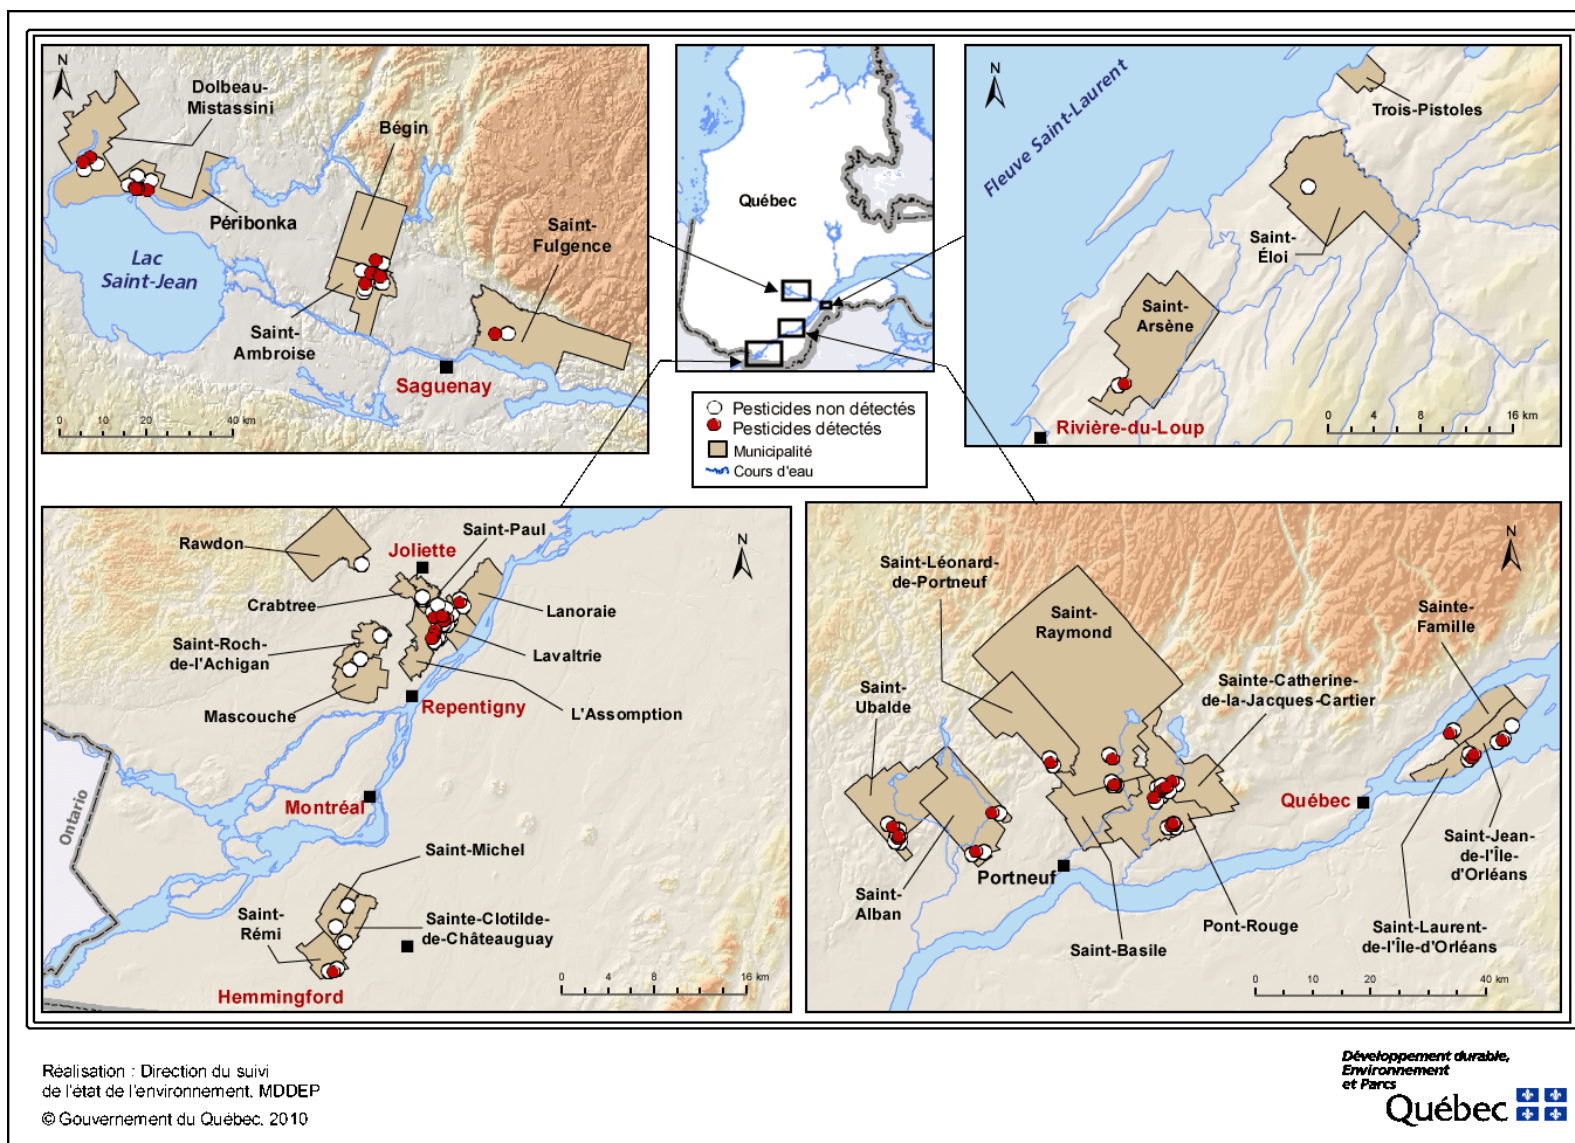 N
Dolbeau-
Mistassini
Bégin
Péribonka
Saint-
Fulgence
Lac
Saint-Jean
Saint-
Ambroise
Saguenay
0 10 20 40 km
Québec
N
Fleuve Saint-Laurent
Trois-Pistoles
Saint-
Éloi
Saint-
Arsène
Rivière-du-Loup
0 4 8 16 km
Pesticides non détectés
Pesticides détectés
Municipalité
Cours d'eau
N
Rawdon
Saint-Paul
Joliette
Crabtree
Lanoraie
Saint-Roch-
de-l'Achigan
Lavaltrie
Mascouche
Repentigny
L'Assomption
Ontario
Montréal
Saint-Michel
Saint-
Rémi
Sainte-Clotilde-
de-Châteauguay
Hemmingford
0 4 8 16 km
N
Saint-Léonard-
de-Portneuf
Saint-
Raymond
Sainte-
Famille
Saint-
Ubalde
Sainte-Catherine-
de-la-Jacques-Cartier
Québec
Saint-
Alban
Portneuf
Saint-Jean-
de-l'Île-
d'Orléans
Saint-Basile
Pont-Rouge
Saint-Laurent-
de-l'Île-d'Orléans
0 10 20 40 km
Réalisation : Direction du suivi
de l'état de l'environnement, MDDEP
© Gouvernement du Québec, 2010
Développement durable,
Environnement
et Parcs
Québec